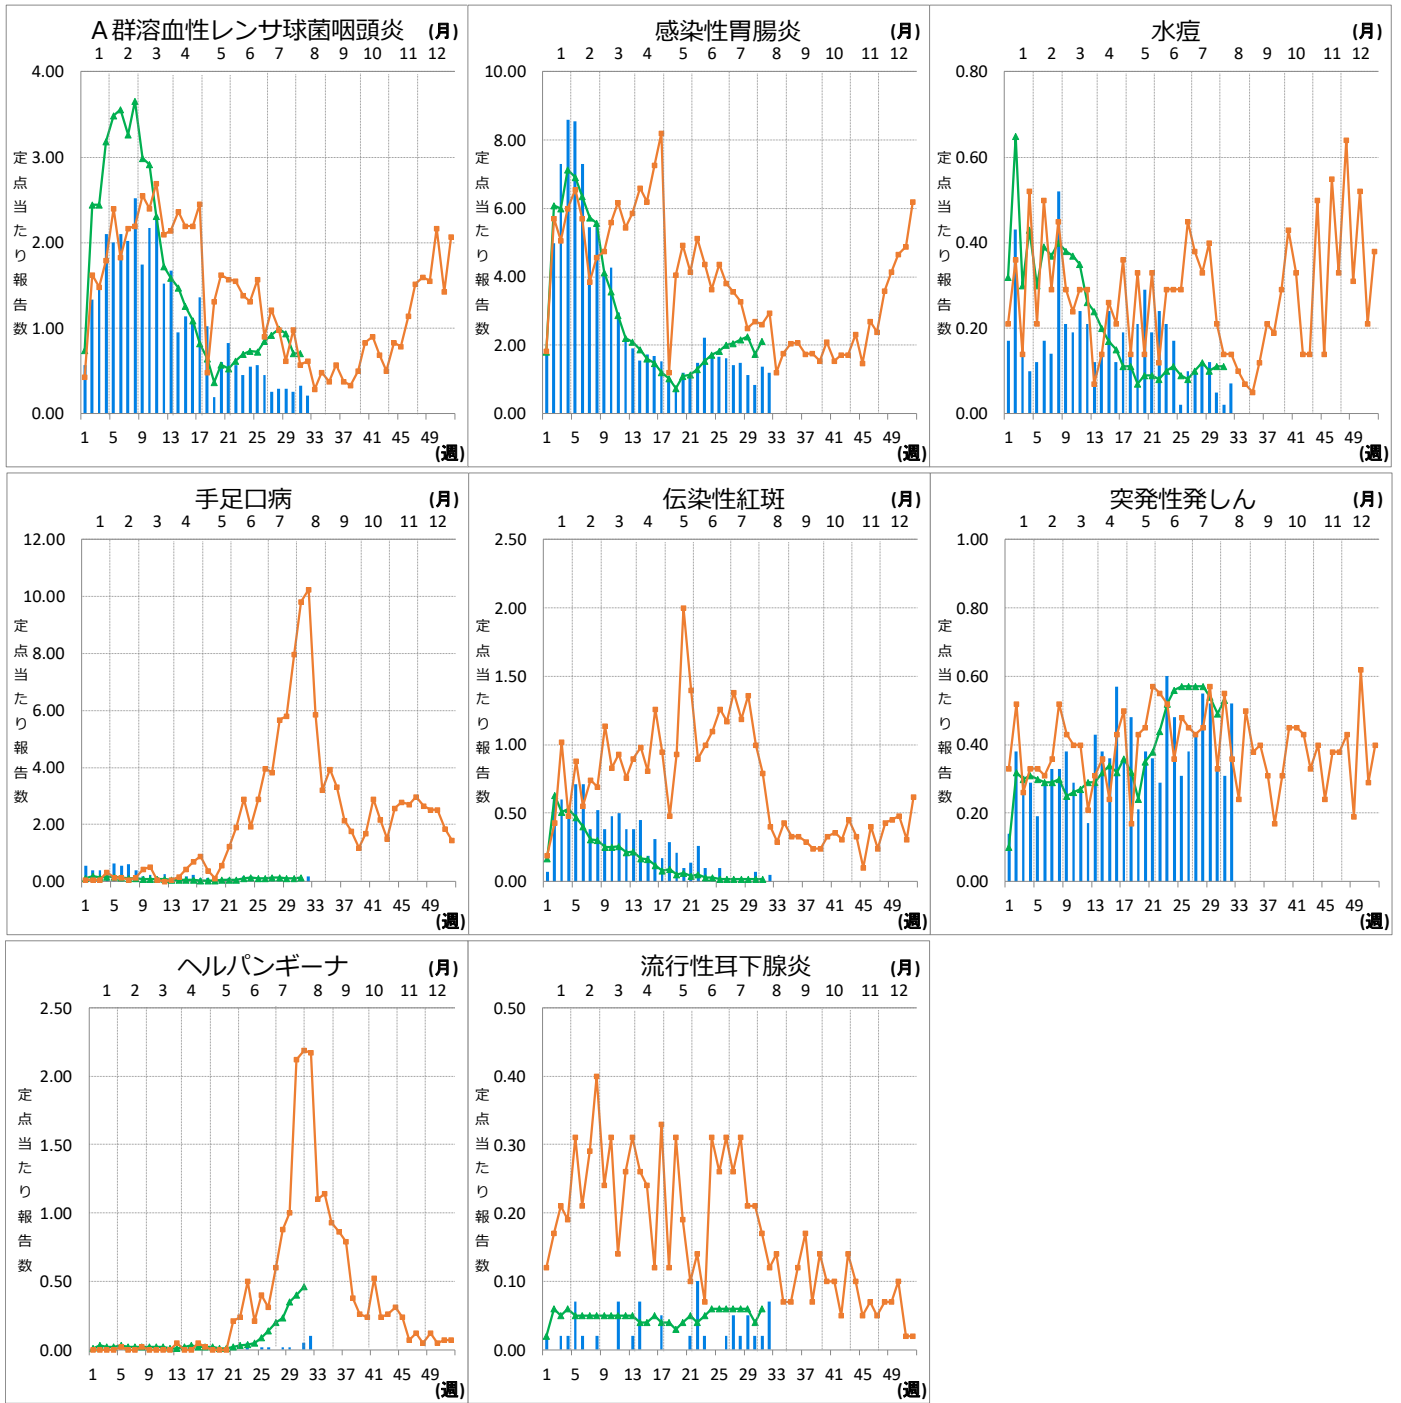 A群溶血性レンサ球菌咽頭炎 (月)
1 2 3 4 5 6 7 8 9 10 11 12
4.00
3.00
2.00
1.00
0.00
定点当たり報告数
1 5 9 13 17 21 25 29 33 37 41 45 49
(週)
感染性胃腸炎 (月)
1 2 3 4 5 6 7 8 9 10 11 12
10.00
8.00
6.00
4.00
2.00
0.00
定点当たり報告数
1 5 9 13 17 21 25 29 33 37 41 45 49
(週)
水痘 (月)
1 2 3 4 5 6 7 8 9 10 11 12
0.80
0.60
0.40
0.20
0.00
定点当たり報告数
1 5 9 13 17 21 25 29 33 37 41 45 49
(週)
手足口病 (月)
1 2 3 4 5 6 7 8 9 10 11 12
12.00
10.00
8.00
6.00
4.00
2.00
0.00
定点当たり報告数
1 5 9 13 17 21 25 29 33 37 41 45 49
(週)
伝染性紅斑 (月)
1 2 3 4 5 6 7 8 9 10 11 12
2.50
2.00
1.50
1.00
0.50
0.00
定点当たり報告数
1 5 9 13 17 21 25 29 33 37 41 45 49
(週)
突発性発しん (月)
1 2 3 4 5 6 7 8 9 10 11 12
1.00
0.80
0.60
0.40
0.20
0.00
定点当たり報告数
1 5 9 13 17 21 25 29 33 37 41 45 49
(週)
ヘルパンギーナ (月)
1 2 3 4 5 6 7 8 9 10 11 12
2.50
2.00
1.50
1.00
0.50
0.00
定点当たり報告数
1 5 9 13 17 21 25 29 33 37 41 45 49
(週)
流行性耳下腺炎 (月)
1 2 3 4 5 6 7 8 9 10 11 12
0.50
0.40
0.30
0.20
0.10
0.00
定点当たり報告数
1 5 9 13 17 21 25 29 33 37 41 45 49
(週)